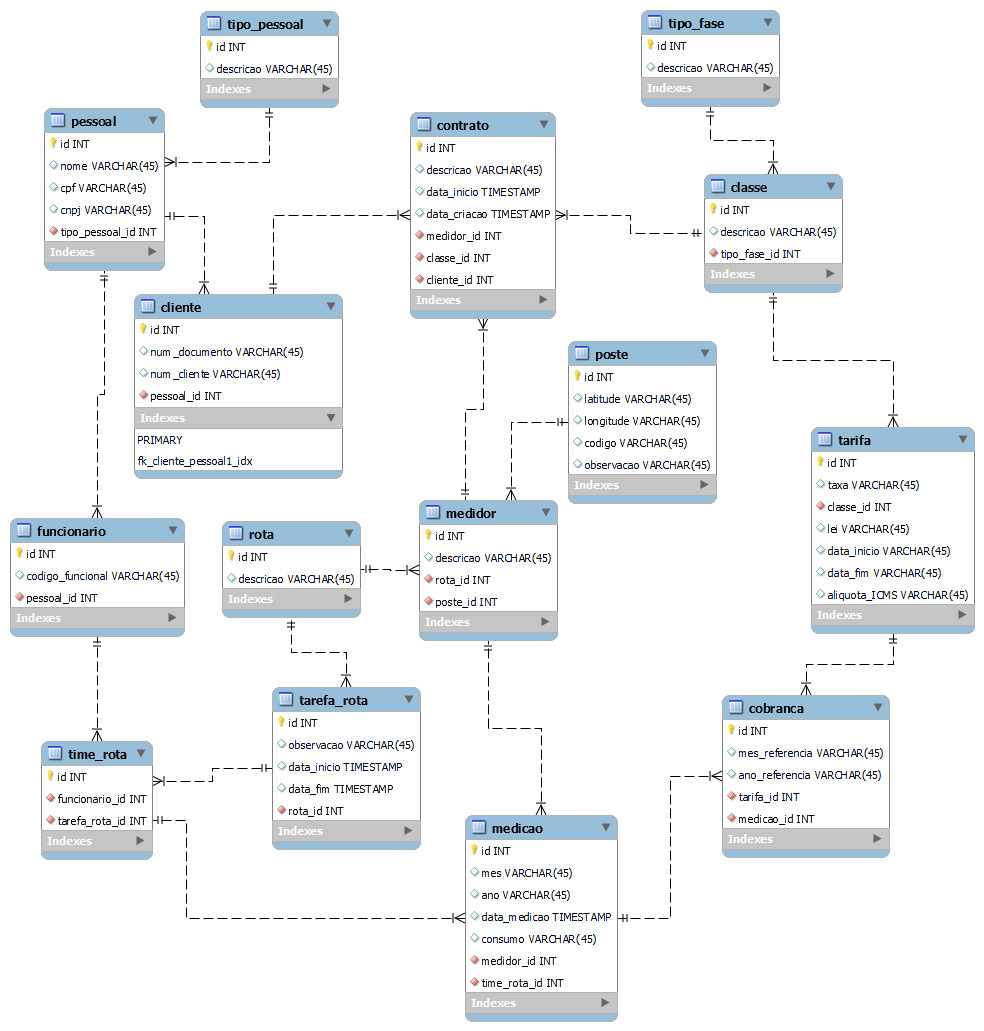 tipo_pessoal
id INT
descricao VARCHAR(45)
Indexes
tipo_fase
id INT
descricao VARCHAR(45)
Indexes
pessoal
id INT
nome VARCHAR(45)
cpf VARCHAR(45)
cnpj VARCHAR(45)
tipo_pessoal_id INT
Indexes
contrato
id INT
descricao VARCHAR(45)
data_inicio TIMESTAMP
data_criacao TIMESTAMP
medidor_id INT
classe_id INT
cliente_id INT
Indexes
classe
id INT
descricao VARCHAR(45)
tipo_fase_id INT
Indexes
cliente
id INT
num_documento VARCHAR(45)
num_cliente VARCHAR(45)
pessoal_id INT
Indexes
PRIMARY
fk_cliente_pessoal1_idx
poste
id INT
latitude VARCHAR(45)
longitude VARCHAR(45)
codigo VARCHAR(45)
observacao VARCHAR(45)
Indexes
tarifa
id INT
taxa VARCHAR(45)
classe_id INT
lei VARCHAR(45)
data_inicio VARCHAR(45)
data_fim VARCHAR(45)
aliquota_ICMS VARCHAR(45)
Indexes
funcionario
id INT
codigo_funcional VARCHAR(45)
pessoal_id INT
Indexes
rota
id INT
descricao VARCHAR(45)
Indexes
medidor
id INT
descricao VARCHAR(45)
rota_id INT
poste_id INT
Indexes
tarefa_rota
id INT
observacao VARCHAR(45)
data_inicio TIMESTAMP
data_fim TIMESTAMP
rota_id INT
Indexes
cobranca
id INT
mes_referencia VARCHAR(45)
ano_referencia VARCHAR(45)
tarifa_id INT
medicao_id INT
Indexes
time_rota
id INT
funcionario_id INT
tarefa_rota_id INT
Indexes
medicao
id INT
mes VARCHAR(45)
ano VARCHAR(45)
data_medicao TIMESTAMP
consumo VARCHAR(45)
medidor_id INT
time_rota_id INT
Indexes